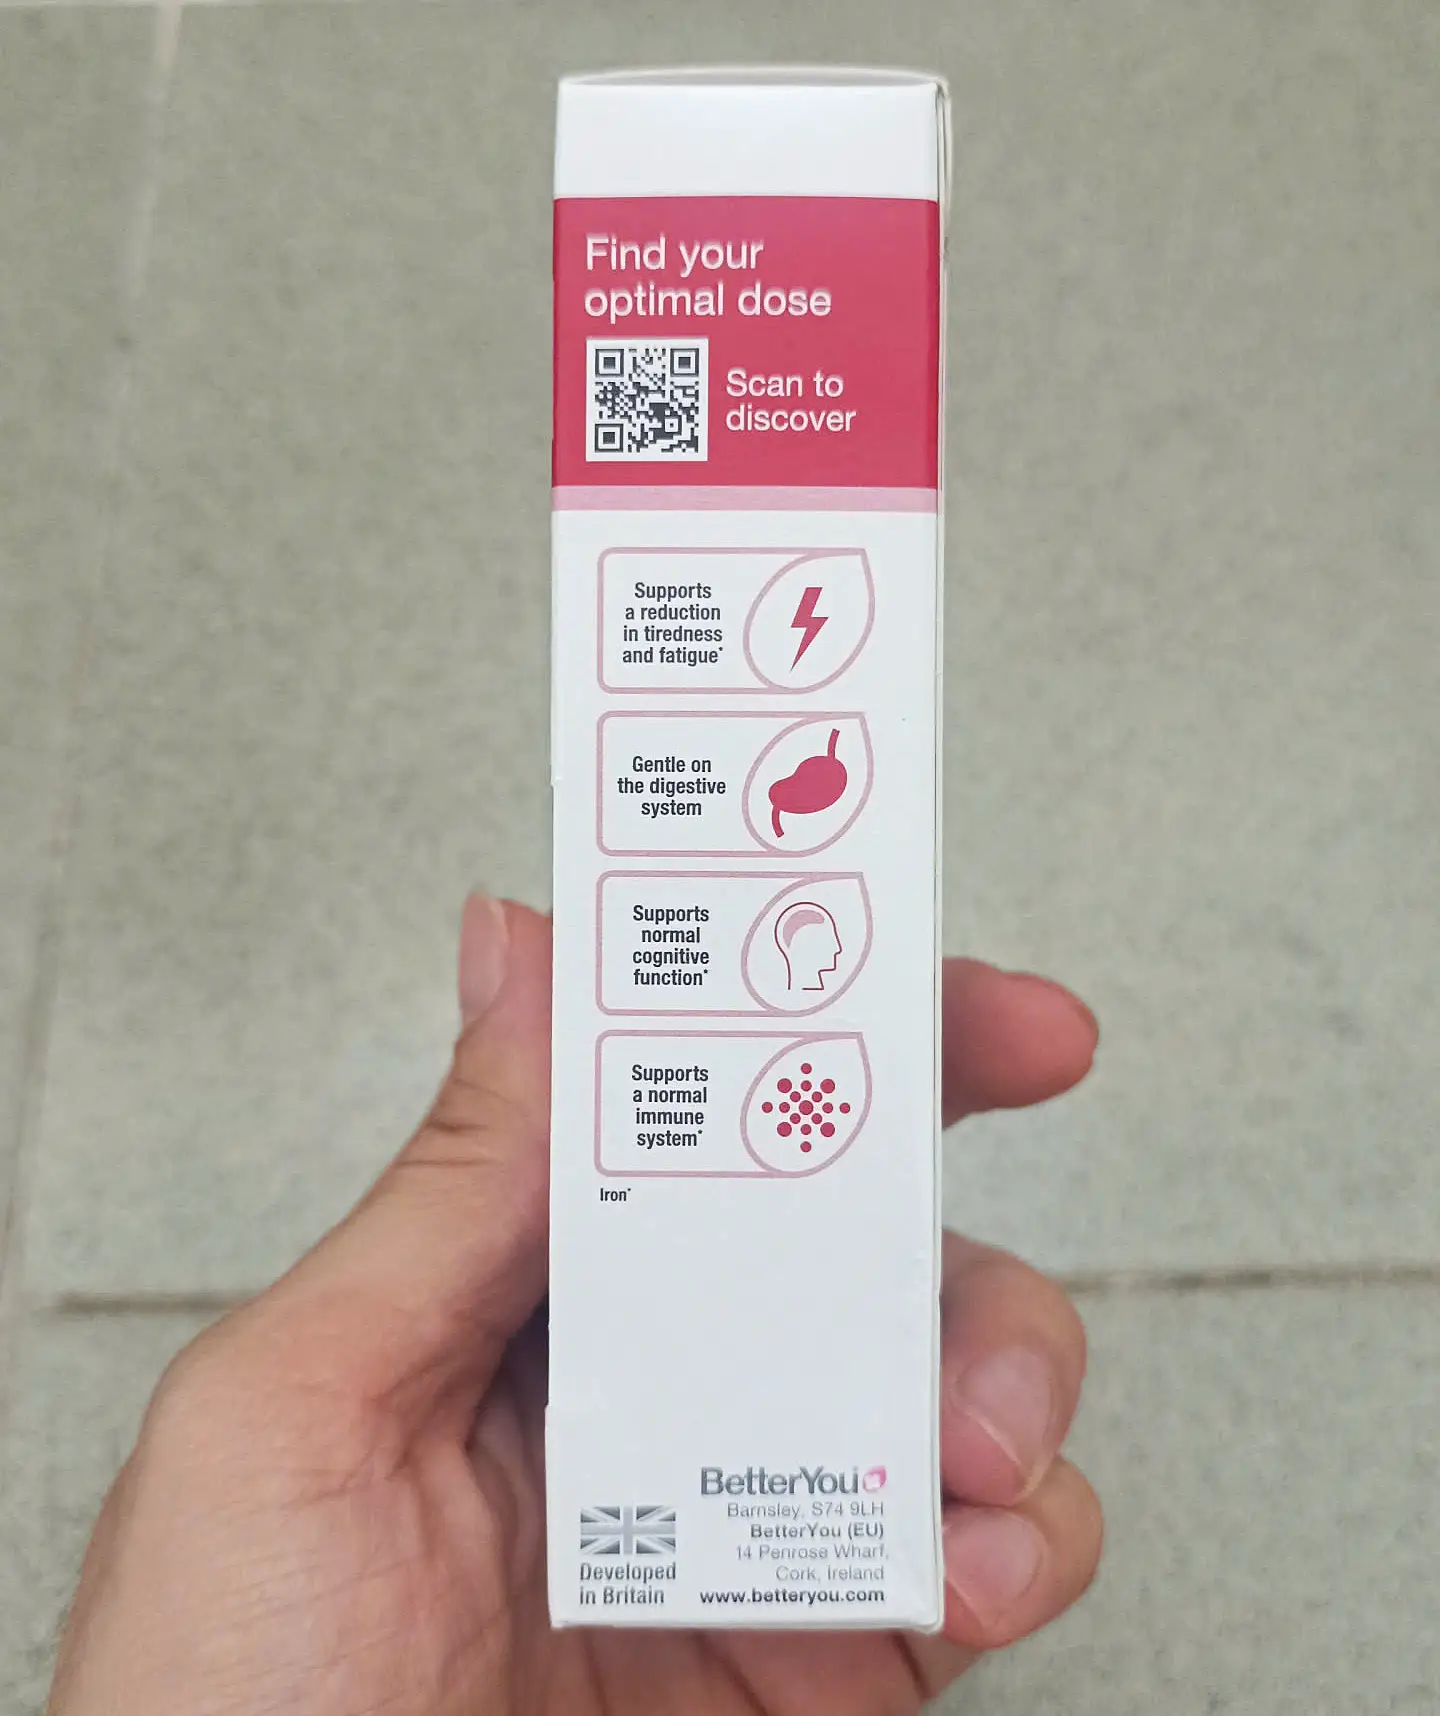 Find your
optimal dose
Scan to
discover
Supports
a reduction
in tiredness
and fatigue*
Gentle on
the digestive
system
Supports
normal
cognitive
function*
Supports
a normal
immune
system*
Iron*
BetterYou
Barnsley, S74 9LH
BetterYou (EU)
14 Penrose Wharf,
Cork, Ireland
www.betteryou.com
Developed
in Britain